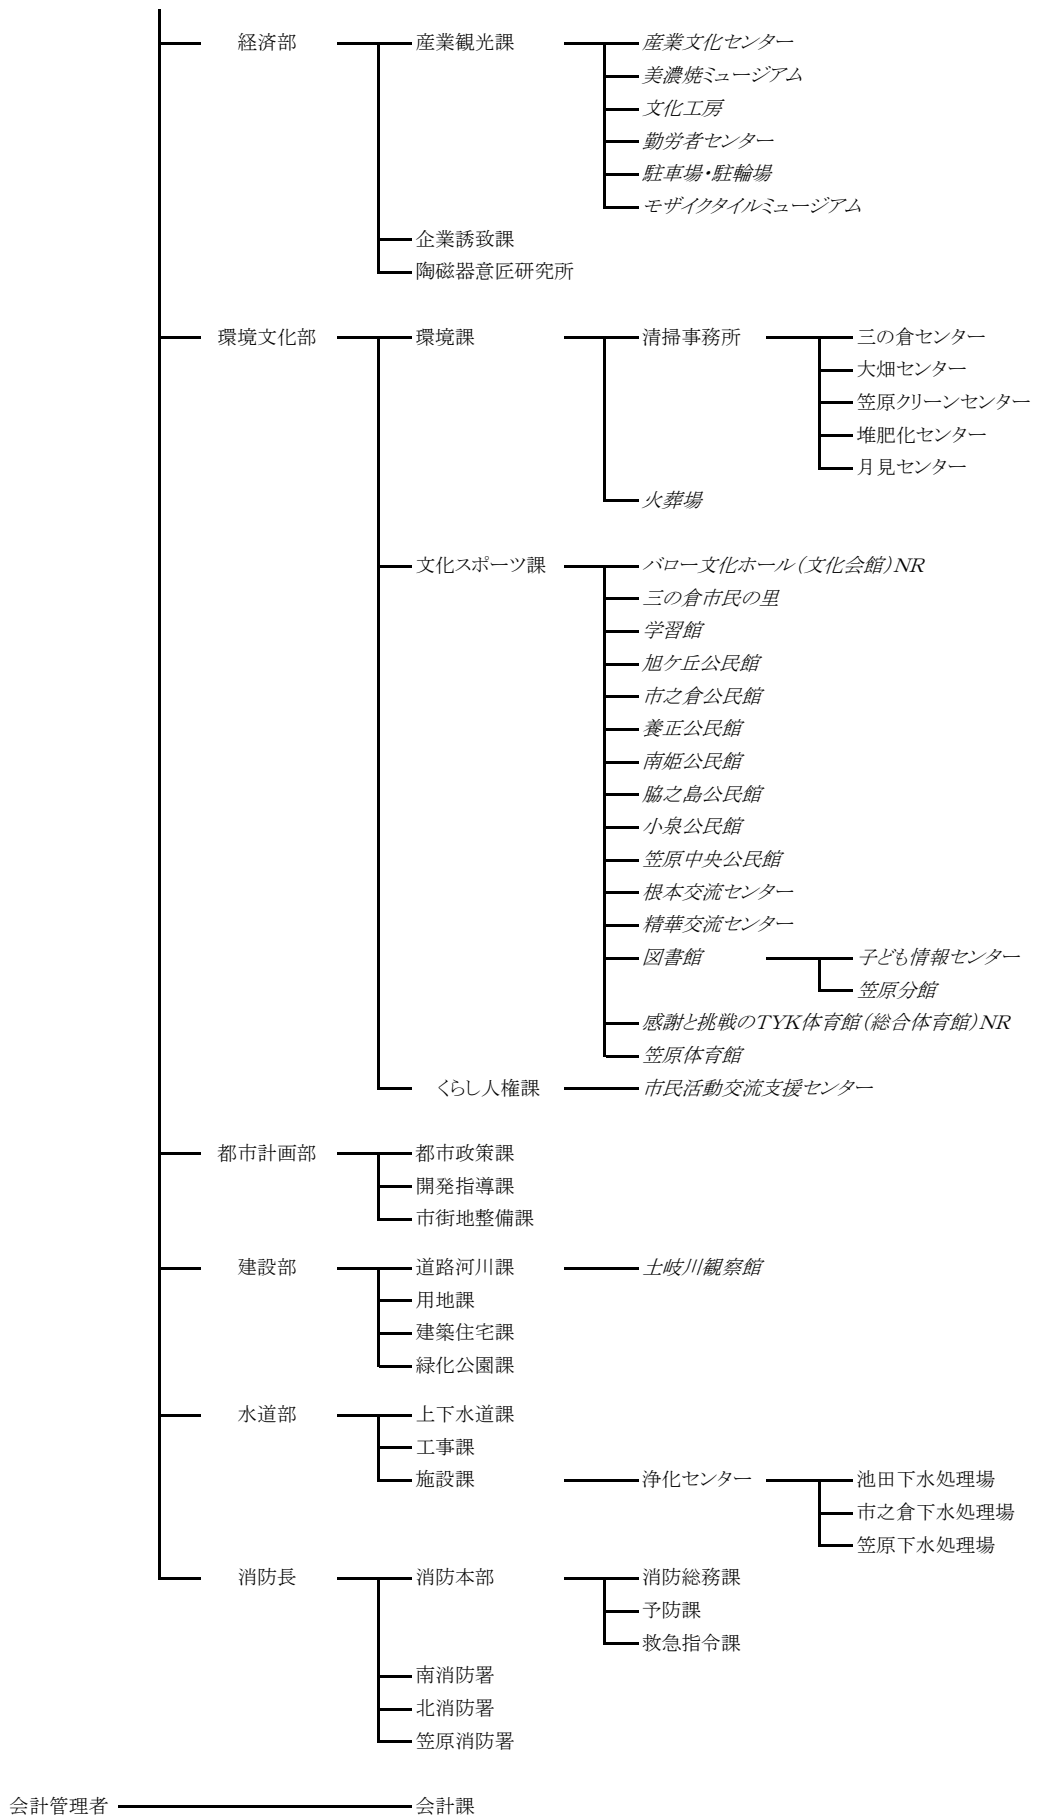 経済部 産業観光課 産業文化センター
美濃焼ミュージアム
文化工房
勤労者センター
駐車場・駐輪場
モザイクタイルミュージアム
企業誘致課
陶磁器意匠研究所
環境文化部 環境課 清掃事務所 三の倉センター
大畑センター
笠原クリーンセンター
堆肥化センター
月見センター
火葬場
文化スポーツ課 バロー文化ホール（文化会館）NR
三の倉市民の里
学習館
旭ケ丘公民館
市之倉公民館
養正公民館
南姫公民館
脇之島公民館
小泉公民館
笠原中央公民館
根本交流センター
精華交流センター
図書館 子ども情報センター
笠原分館
感謝と挑戦のTYK体育館（総合体育館）NR
笠原体育館
くらし人権課 市民活動交流支援センター
都市計画部 都市政策課
開発指導課
市街地整備課
建設部 道路河川課 土岐川観察館
用地課
建築住宅課
緑化公園課
水道部 上下水道課
工事課
施設課 浄化センター 池田下水処理場
市之倉下水処理場
笠原下水処理場
消防長 消防本部 消防総務課
予防課
救急指令課
南消防署
北消防署
笠原消防署
会計管理者 会計課